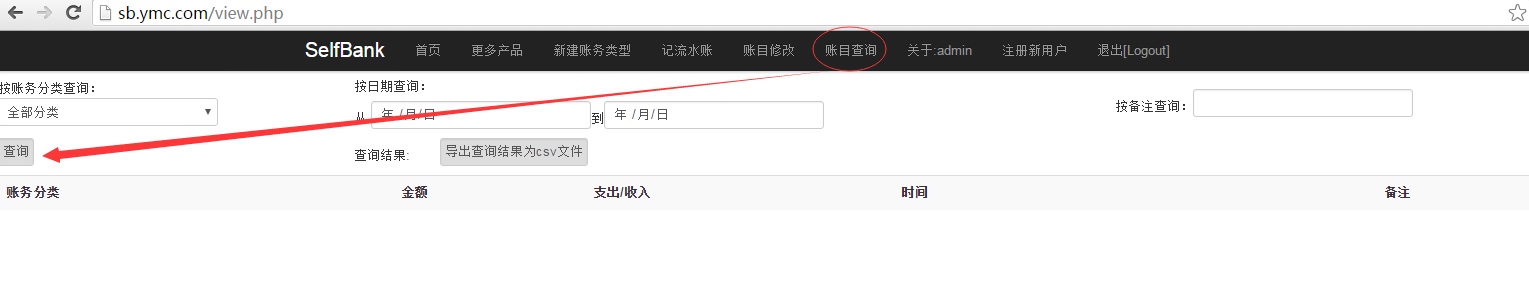 sb.ymc.com/view.php
SelfBank 首页 更多产品 新建账务类型 记流水账 账目修改 账目查询 关于:admin 注册新用户 退出[Logout]
按账务分类查询： 按日期查询：
全部分类 从 年 /月/日 到 年 /月/日 按备注查询：
查询 查询结果: 导出查询结果为csv文件
账务分类 金额 支出/收入 时间 备注